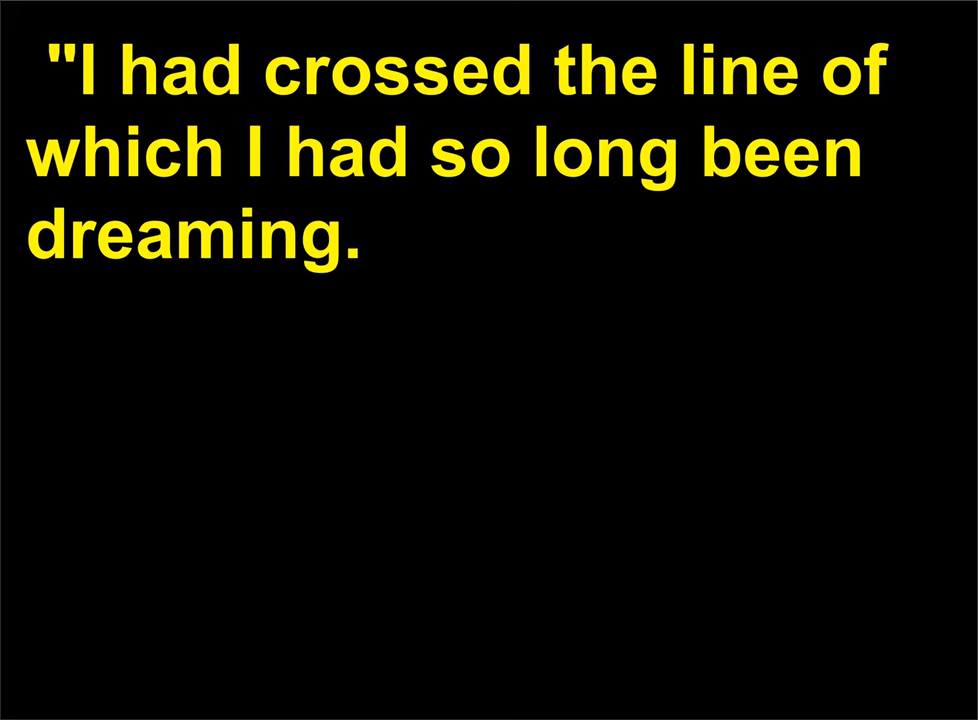 "I had crossed the line of
which I had so long been
dreaming.